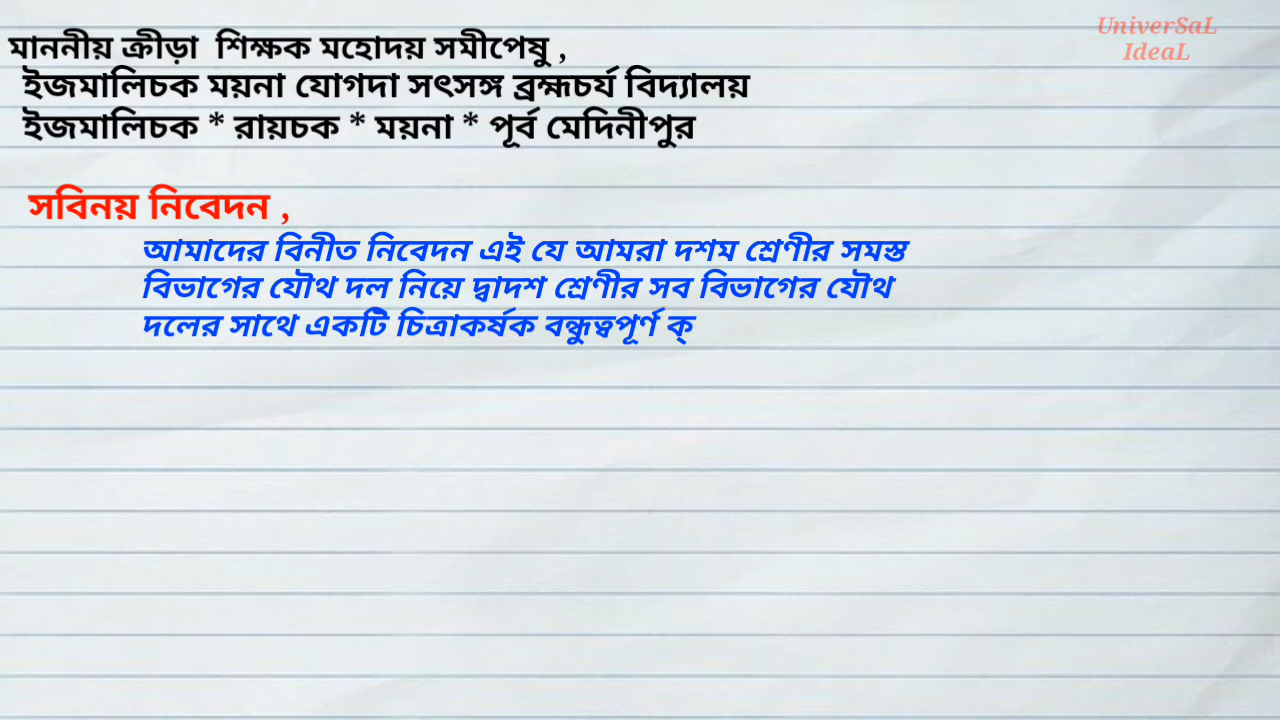 UniverSaL
IdeaL
মাননীয় ক্রীড়া শিক্ষক মহোদয় সমীপেষু ,
ইজমালিচক ময়না যোগদা সৎসঙ্গ ব্রহ্মচর্য বিদ্যালয়
ইজমালিচক * রায়চক * ময়না * পূর্ব মেদিনীপুর
সবিনয় নিবেদন ,
আমাদের বিনীত নিবেদন এই যে আমরা দশম শ্রেণীর সমস্ত
বিভাগের যৌথ দল নিয়ে দ্বাদশ শ্রেণীর সব বিভাগের যৌথ
দলের সাথে একটি চিত্রাকর্ষক বন্ধুত্বপূর্ণ ক্